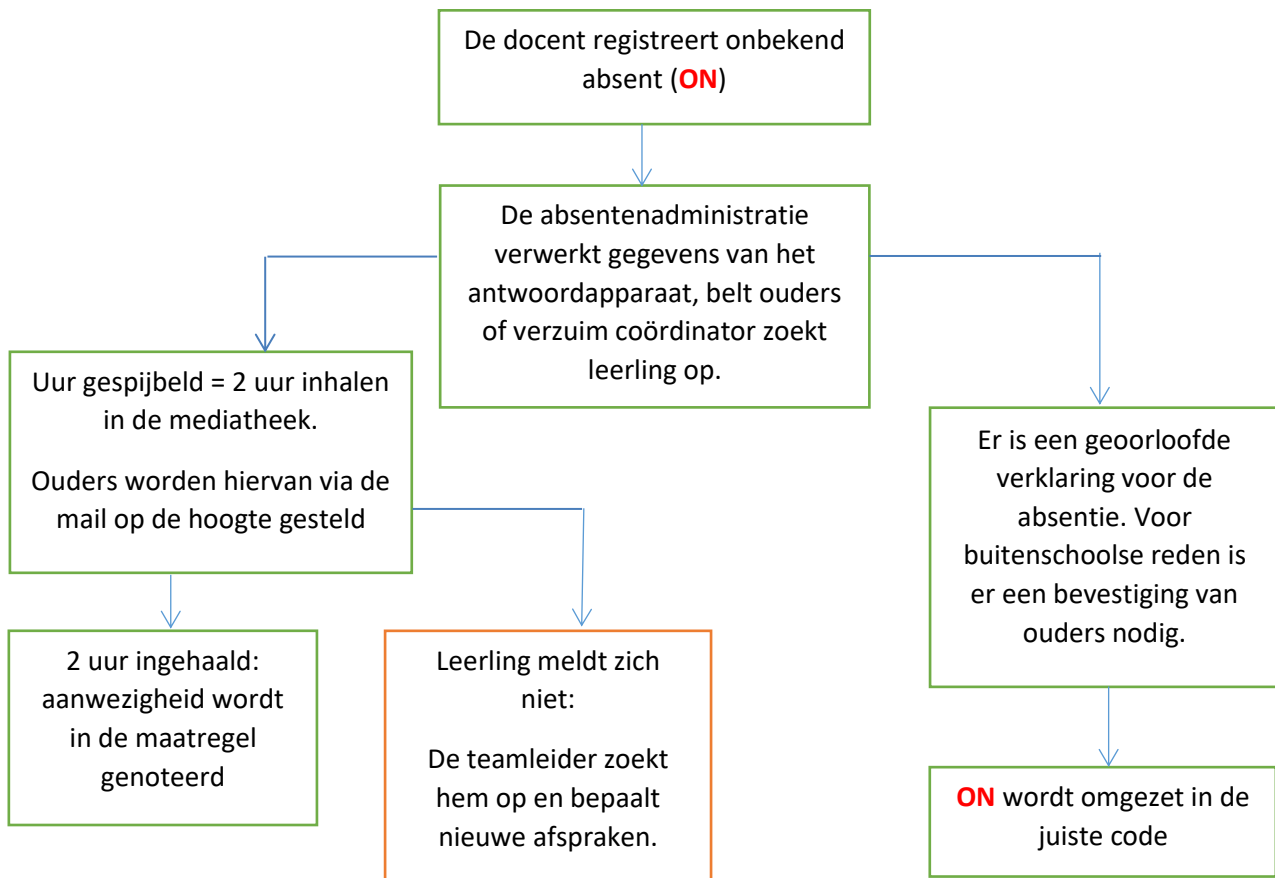 De docent registreert onbekend
absent (ON)
De absentenadministratie
verwerkt gegevens van het
antwoordapparaat, belt ouders
of verzuim coördinator zoekt
leerling op.
Uur gespijbeld = 2 uur inhalen
in de mediatheek.
Ouders worden hiervan via de
mail op de hoogte gesteld
Er is een geoorloofde
verklaring voor de
absentie. Voor
buitenschoolse reden is
er een bevestiging van
ouders nodig.
2 uur ingehaald:
aanwezigheid wordt
in de maatregel
genoteerd
Leerling meldt zich
niet:
De teamleider zoekt
hem op en bepaalt
nieuwe afspraken.
ON wordt omgezet in de
juiste code